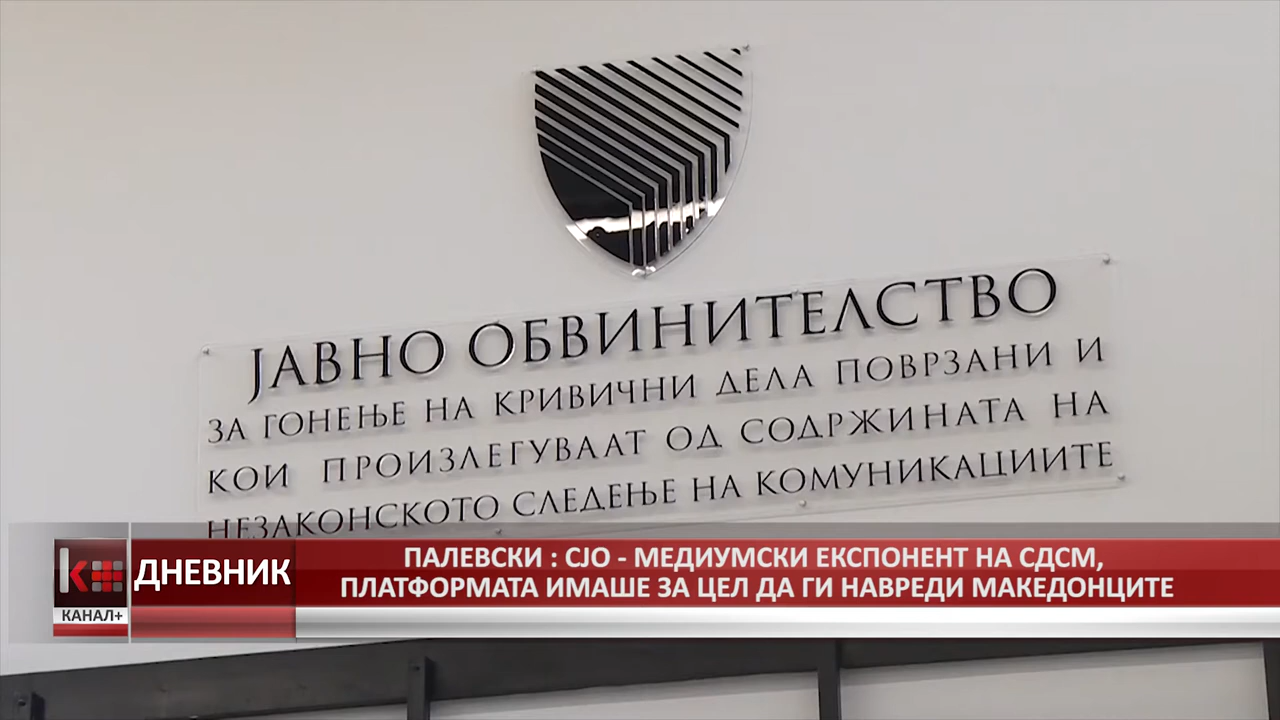 ЈАВНО ОБВИНИТЕЛСТВО
ЗА ГОНЕЊЕ НА КРИВИЧНИ ДЕЛА ПОВРЗАНИ И
КОИ ПРОИЗЛЕГУВААТ ОД СОДРЖИНАТА НА
НЕЗАКОНСКОТО СЛЕДЕЊЕ НА КОМУНИКАЦИИТЕ
ПАЛЕВСКИ : СЈО - МЕДИУМСКИ ЕКСПОНЕНТ НА СДСМ,
ПЛАТФОРМАТА ИМАШЕ ЗА ЦЕЛ ДА ГИ НАВРЕДИ МАКЕДОНЦИТЕ
К
ДНЕВНИК
КАНАЛ+